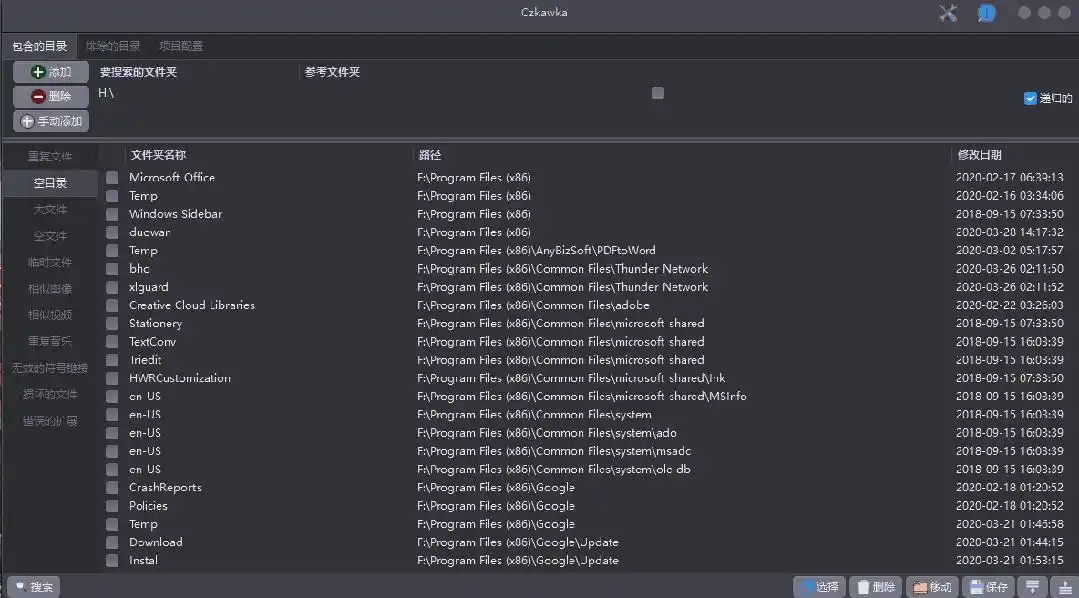 Czkawka
包含的目录 排除的目录 项目配置
添加 要搜索的文件夹 参考文件夹
删除 H:\ 递归的
手动添加
重复文件 文件夹名称 路径 修改日期
空目录
大文件
空文件
临时文件
相似图像
相似视频
重复音乐
无效的符号链接
损坏的文件
错误的扩展
Microsoft Office F:\Program Files (x86) 2020-02-17 06:39:13
Temp F:\Program Files (x86) 2020-02-16 03:34:06
Windows Sidebar F:\Program Files (x86) 2018-09-15 07:33:50
duowan F:\Program Files (x86) 2020-03-28 14:17:32
Temp F:\Program Files (x86)\AnyBizSoft\PDFtoWord 2020-03-02 05:17:57
bho F:\Program Files (x86)\Common Files\Thunder Network 2020-03-26 02:11:50
xlguard F:\Program Files (x86)\Common Files\Thunder Network 2020-03-26 02:11:52
Creative Cloud Libraries F:\Program Files (x86)\Common Files\adobe 2020-02-22 03:26:03
Stationery F:\Program Files (x86)\Common Files\microsoft shared 2018-09-15 07:33:50
TextConv F:\Program Files (x86)\Common Files\microsoft shared 2018-09-15 16:08:39
Triedit F:\Program Files (x86)\Common Files\microsoft shared 2018-09-15 16:08:39
HWRCustomization F:\Program Files (x86)\Common Files\microsoft shared\Ink 2018-09-15 07:33:50
en-US F:\Program Files (x86)\Common Files\microsoft shared\MSInfo 2018-09-15 16:08:39
en-US F:\Program Files (x86)\Common Files\system 2018-09-15 16:08:39
en-US F:\Program Files (x86)\Common Files\system\ado 2018-09-15 16:08:39
en-US F:\Program Files (x86)\Common Files\system\msadc 2018-09-15 16:08:39
en-US F:\Program Files (x86)\Common Files\system\ole db 2018-09-15 16:08:39
CrashReports F:\Program Files (x86)\Google 2020-02-18 01:20:52
Policies F:\Program Files (x86)\Google 2020-02-18 01:20:52
Temp F:\Program Files (x86)\Google 2020-03-21 01:46:58
Download F:\Program Files (x86)\Google\Update 2020-03-21 01:44:15
Install F:\Program Files (x86)\Google\Update 2020-03-21 01:53:15
搜索 选择 删除 移动 保存